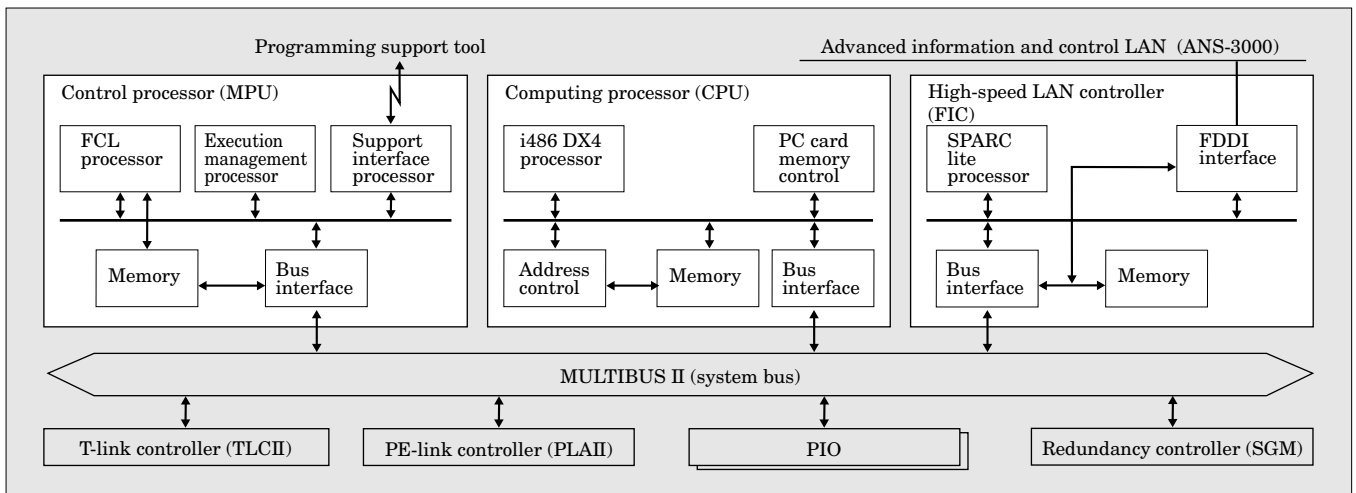 Programming support tool
Advanced information and control LAN (ANS-3000)
Control processor (MPU)
FCL
processor
Execution
management
processor
Support
interface
processor
Memory
Bus
interface
Computing processor (CPU)
i486 DX4
processor
PC card
memory
control
Address
control
Memory
Bus
interface
High-speed LAN controller
(FIC)
SPARC
lite
processor
FDDI
interface
Bus
interface
Memory
MULTIBUS II (system bus)
T-link controller (TLCII)
PE-link controller (PLAII)
PIO
Redundancy controller (SGM)